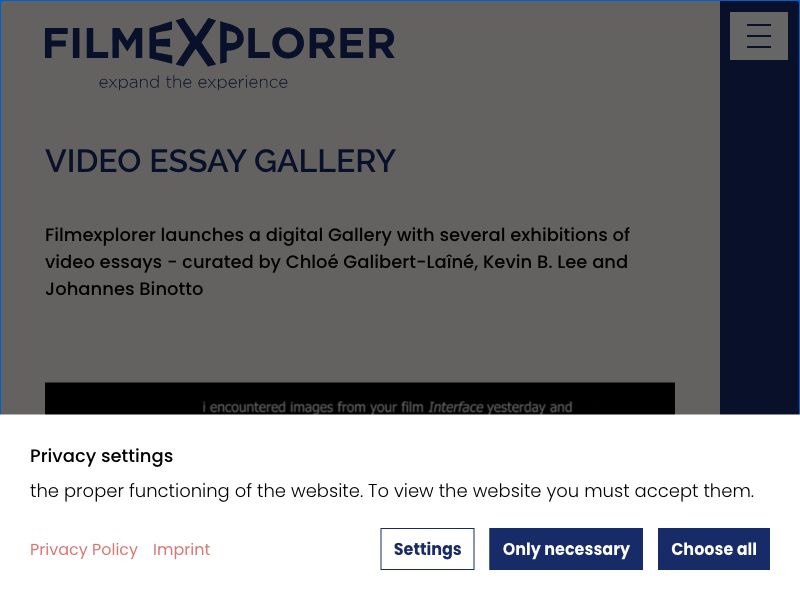 FILMEXPLORER
expand the experience
VIDEO ESSAY GALLERY
Filmexplorer launches a digital Gallery with several exhibitions of
video essays - curated by Chloé Galibert-Laîné, Kevin B. Lee and
Johannes Binotto
i encountered images from your film Interface yesterday and
Privacy settings
the proper functioning of the website. To view the website you must accept them.
Privacy Policy Imprint Settings Only necessary Choose all